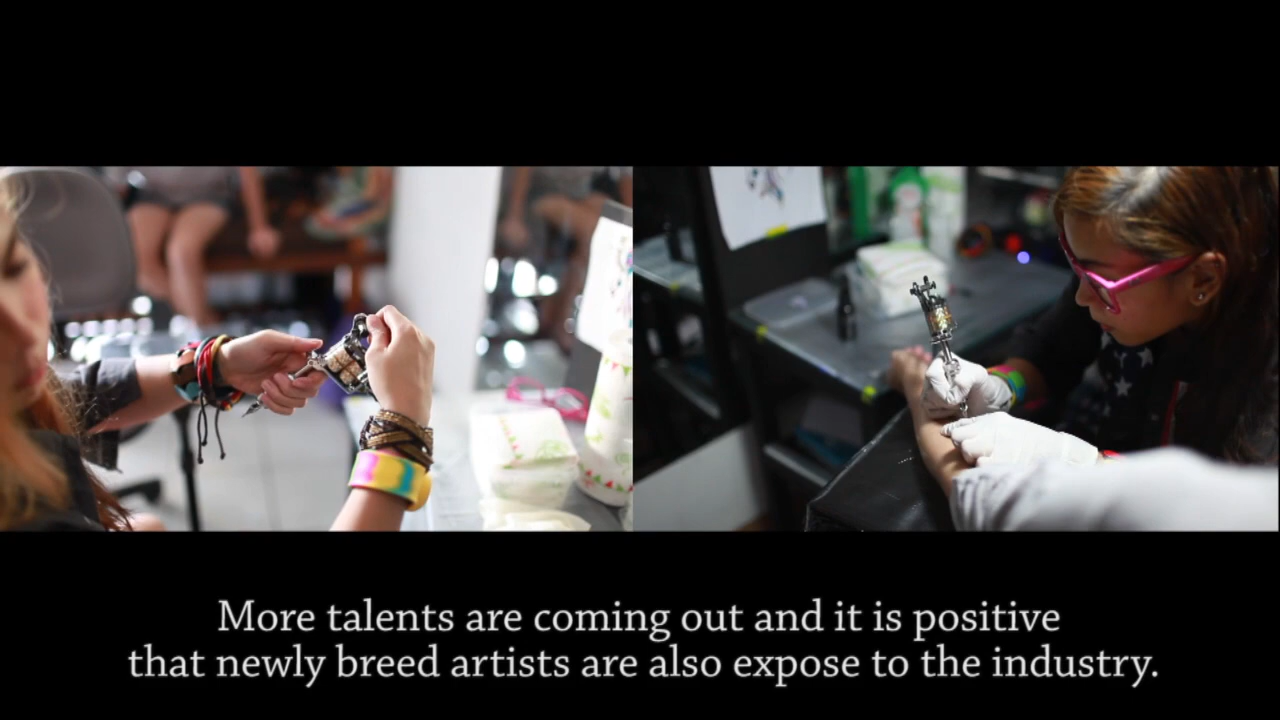 More talents are coming out and it is positive
that newly breed artists are also expose to the industry.